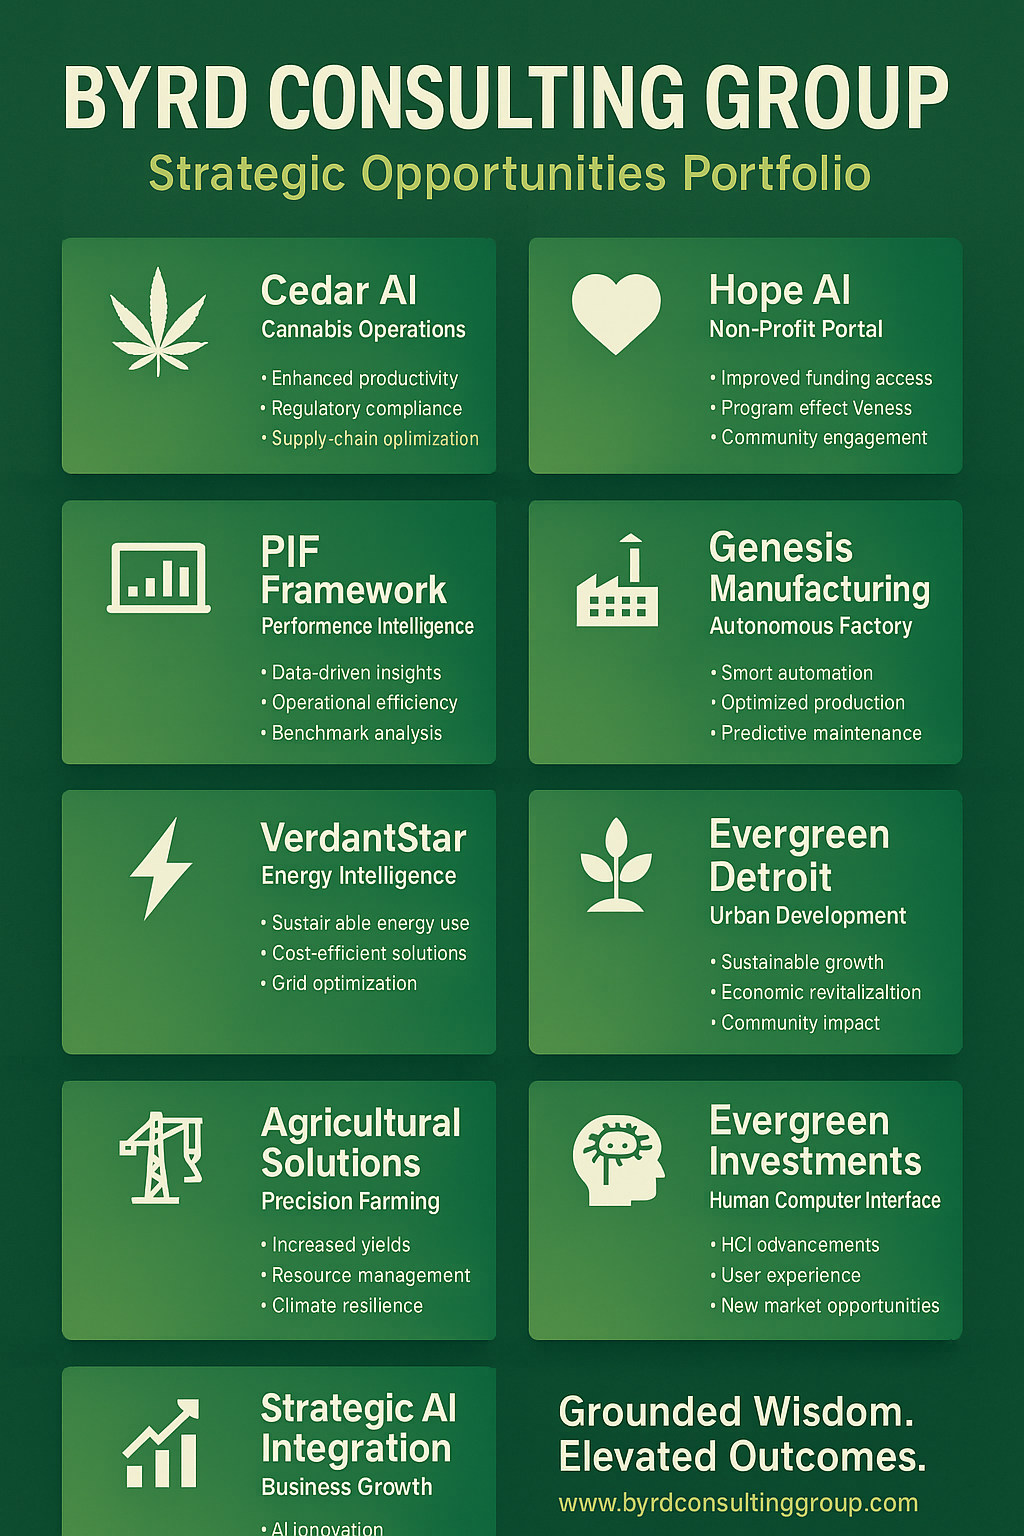 BYRD CONSULTING GROUP
Strategic Opportunities Portfolio
Cedar AI
Cannabis Operations
• Enhanced productivity
• Regulatory compliance
• Supply-chain oplimization
Hope AI
Non-Profit Portal
• Improved funding access
• Program effect Veness
• Community engagement
PIF
Framework
Performence Intelligence
• Data-driven insights
• Operational efficiency
• Benchmark analysis
Genesis
Manufacturing
Autonomous Factory
• Smort automation
• Optimized production
• Predictive maintenance
VerdantStar
Energy Intelligence
• Sustair able energy use
• Cost-efficient solutions
• Grid optimization
Evergreen
Detroit
Urban Development
• Sustainable growth
• Economic revitalizaltion
• Community impact
Agricultural
Solutions
Precision Farming
• Increased yields
• Resource management
• Climate resilience
Evergreen
Investments
Human Computer Interface
• HCI odvancements
• User experience
• New market opportunities
Strategic AI
Integration
Business Growth
• AI ionovation
Grounded Wisdom.
Elevated Outcomes.
www.byrdconsultinggroup.com